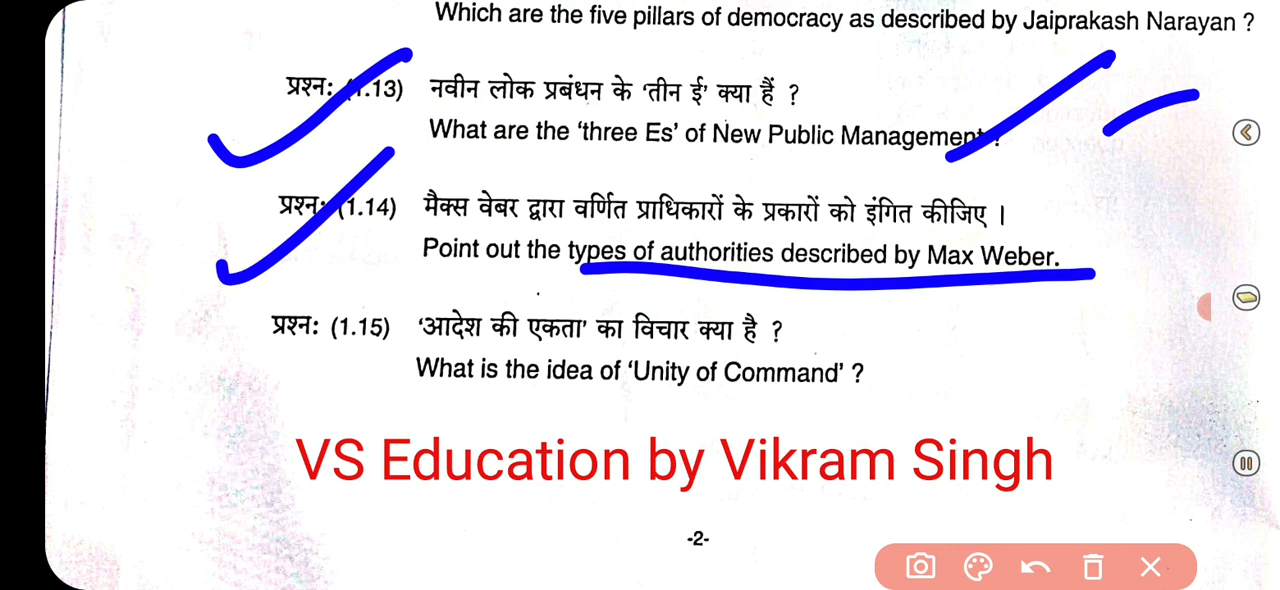 Which are the five pillars of democracy as described by Jaiprakash Narayan ?
प्रश्न: (1.13) नवीन लोक प्रबंधन के ‘तीन ई’ क्या हैं ?
What are the ‘three Es’ of New Public Management ?
प्रश्न: (1.14) मैक्स वेबर द्वारा वर्णित प्राधिकारों के प्रकारों को इंगित कीजिए ।
Point out the types of authorities described by Max Weber.
प्रश्न: (1.15) ‘आदेश की एकता’ का विचार क्या है ?
What is the idea of ‘Unity of Command’ ?
VS Education by Vikram Singh
-2-